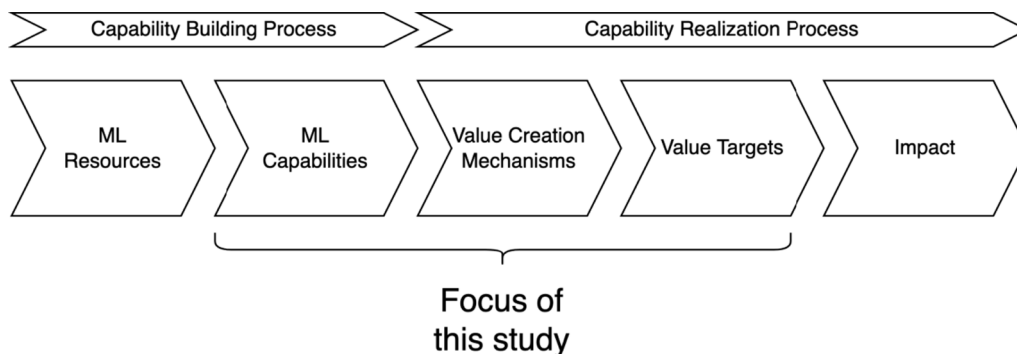 Capability Building Process
Capability Realization Process
ML
Resources
ML
Capabilities
Value Creation
Mechanisms
Value Targets
Impact
Focus of
this study